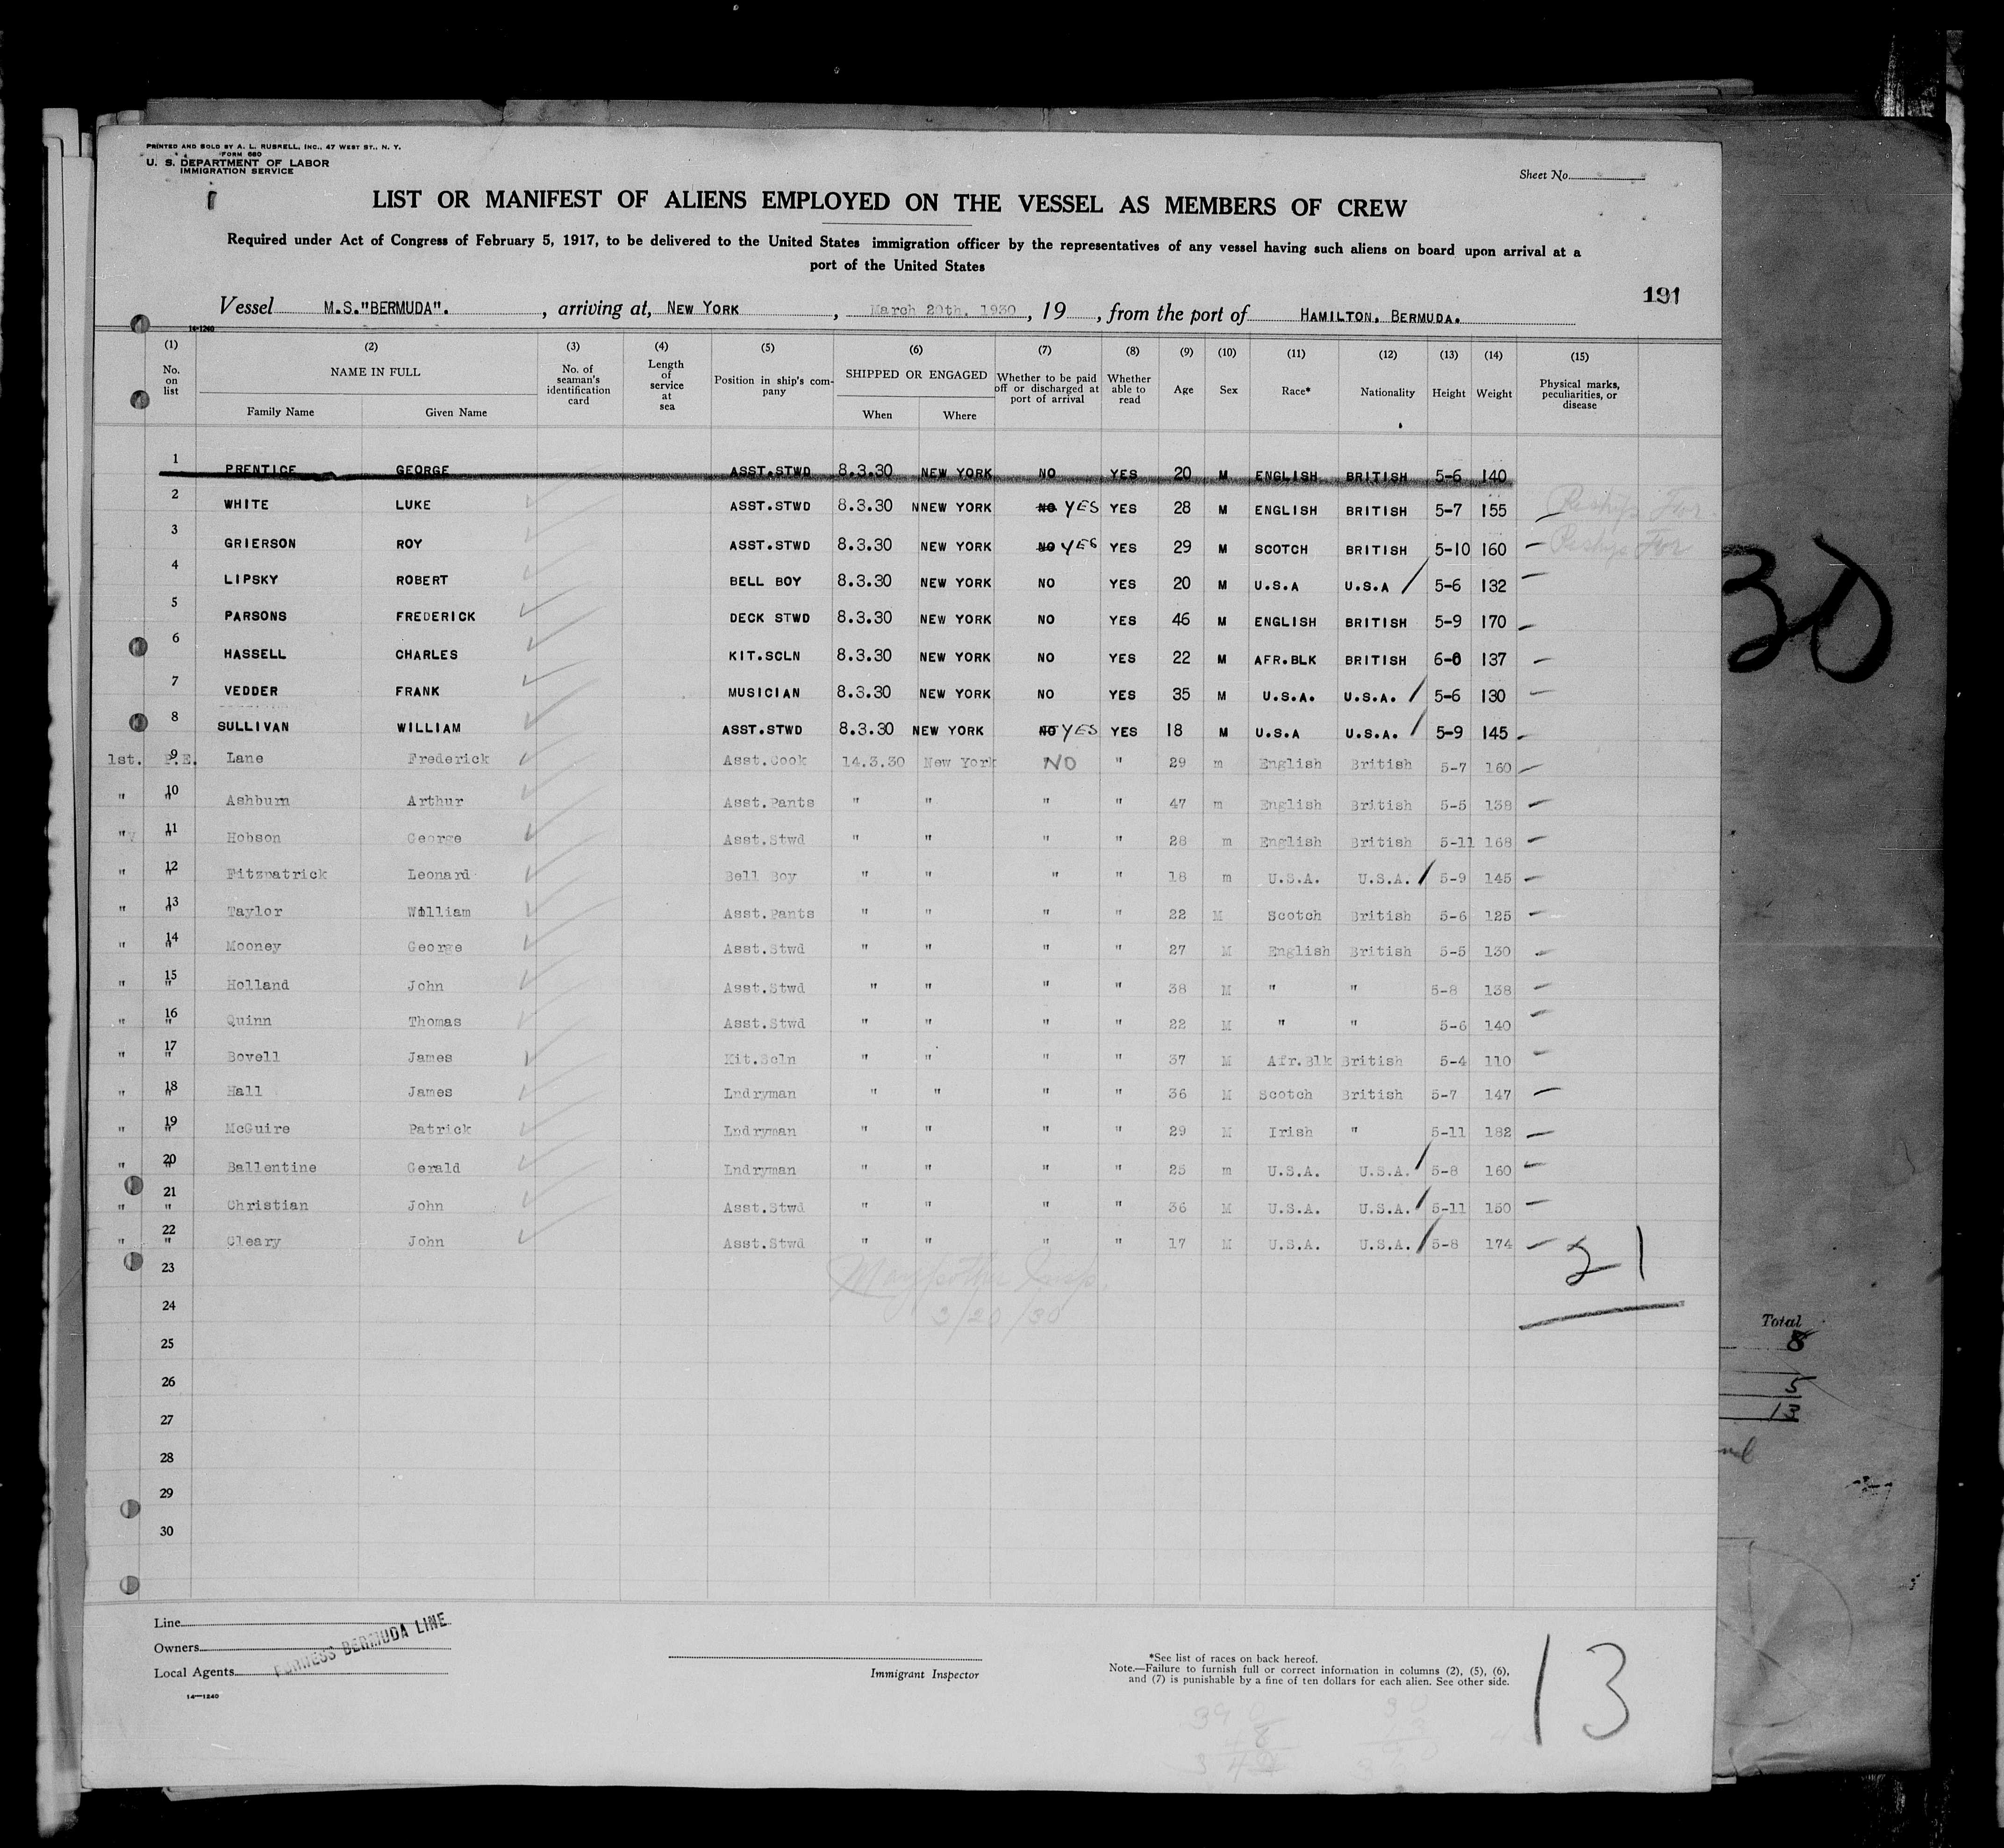 PRINTED AND SOLD BY A. L. RUSSELL, INC., 47 WEST ST., N. Y.
FORM 680
U. S. DEPARTMENT OF LABOR
IMMIGRATION SERVICE
Sheet No.
LIST OR MANIFEST OF ALIENS EMPLOYED ON THE VESSEL AS MEMBERS OF CREW
Required under Act of Congress of February 5, 1917, to be delivered to the United States immigration officer by the representatives of any vessel having such aliens on board upon arrival at a
port of the United States
191
Vessel M.S."BERMUDA". , arriving at, NEW YORK , March 20th. 1930 , 19 , from the port of HAMILTON, BERMUDA.
14-1240
(1) (2) (3) (4) (5) (6) (7) (8) (9) (10) (11) (12) (13) (14) (15)
No. on list NAME IN FULL Family Name Given Name No. of seaman's identification card Length of service at sea Position in ship's company SHIPPED OR ENGAGED When Where Whether to be paid off or discharged at port of arrival Whether able to read Age Sex Race* Nationality Height Weight Physical marks, peculiarities, or disease
1 PRENTICE GEORGE ASST.STWD 8.3.30 NEW YORK NO YES 20 M ENGLISH BRITISH 5-6 140
2 WHITE LUKE ASST.STWD 8.3.30 NNEW YORK NO YES YES 28 M ENGLISH BRITISH 5-7 155 Reships For
3 GRIERSON ROY ASST.STWD 8.3.30 NEW YORK NO YES YES 29 M SCOTCH BRITISH 5-10 160 Reships For
4 LIPSKY ROBERT BELL BOY 8.3.30 NEW YORK NO YES 20 M U.S.A U.S.A 5-6 132
5 PARSONS FREDERICK DECK STWD 8.3.30 NEW YORK NO YES 46 M ENGLISH BRITISH 5-9 170
6 HASSELL CHARLES KIT.SCLN 8.3.30 NEW YORK NO YES 22 M AFR.BLK BRITISH 6-0 137
7 VEDDER FRANK MUSICIAN 8.3.30 NEW YORK NO YES 35 M U.S.A. U.S.A. 5-6 130
8 SULLIVAN WILLIAM ASST.STWD 8.3.30 NEW YORK NO YES YES 18 M U.S.A U.S.A. 5-9 145
1st. P.E. 9 Lane Frederick Asst.Cook 14.3.30 New York NO " 29 m English British 5-7 160
" " 10 Ashburn Arthur Asst.Pants " " " " 47 m English British 5-5 138
" " 11 Hobson George Asst.Stwd " " " " 28 m English British 5-11 168
" " 12 Fitzpatrick Leonard Bell Boy " " " " 18 m U.S.A. U.S.A. 5-9 145
" " 13 Taylor William Asst.Pants " " " " 22 M Scotch British 5-6 125
" " 14 Mooney George Asst.Stwd " " " " 27 M English British 5-5 130
" " 15 Holland John Asst.Stwd " " " " 38 M " " 5-8 138
" " 16 Quinn Thomas Asst.Stwd " " " " 22 M " " 5-6 140
" " 17 Bovell James Kit.Scln " " " " 37 M Afr.Blk British 5-4 110
" " 18 Hall James Lndryman " " " " 36 M Scotch British 5-7 147
" " 19 McGuire Patrick Lndryman " " " " 29 M Irish " 5-11 182
" " 20 Ballentine Gerald Lndryman " " " " 25 m U.S.A. U.S.A. 5-8 160
" " 21 Christian John Asst.Stwd " " " " 36 M U.S.A. U.S.A. 5-11 150
" " 22 Cleary John Asst.Stwd " " " " 17 M U.S.A. U.S.A. 5-8 174
21
23
3/20/30
24
25
26
27
28
29
30
Total
8
5
13
30
Line
Owners
Local Agents
FURNESS BERMUDA LINE
14-1240
Immigrant Inspector
*See list of races on back hereof.
Note.—Failure to furnish full or correct information in columns (2), (5), (6),
and (7) is punishable by a fine of ten dollars for each alien. See other side.
13